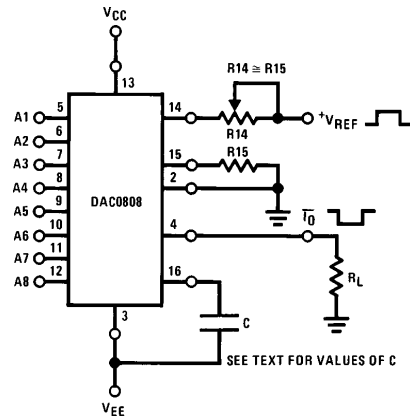 VCC
13
R14 ≅ R15
A1 5
14
+VREF
A2 6
R14
A3 7
15
R15
A4 8
2
DAC0808
A5 9
4
IO
A6 10
A7 11
16
RL
A8 12
C
3
SEE TEXT FOR VALUES OF C
VEE